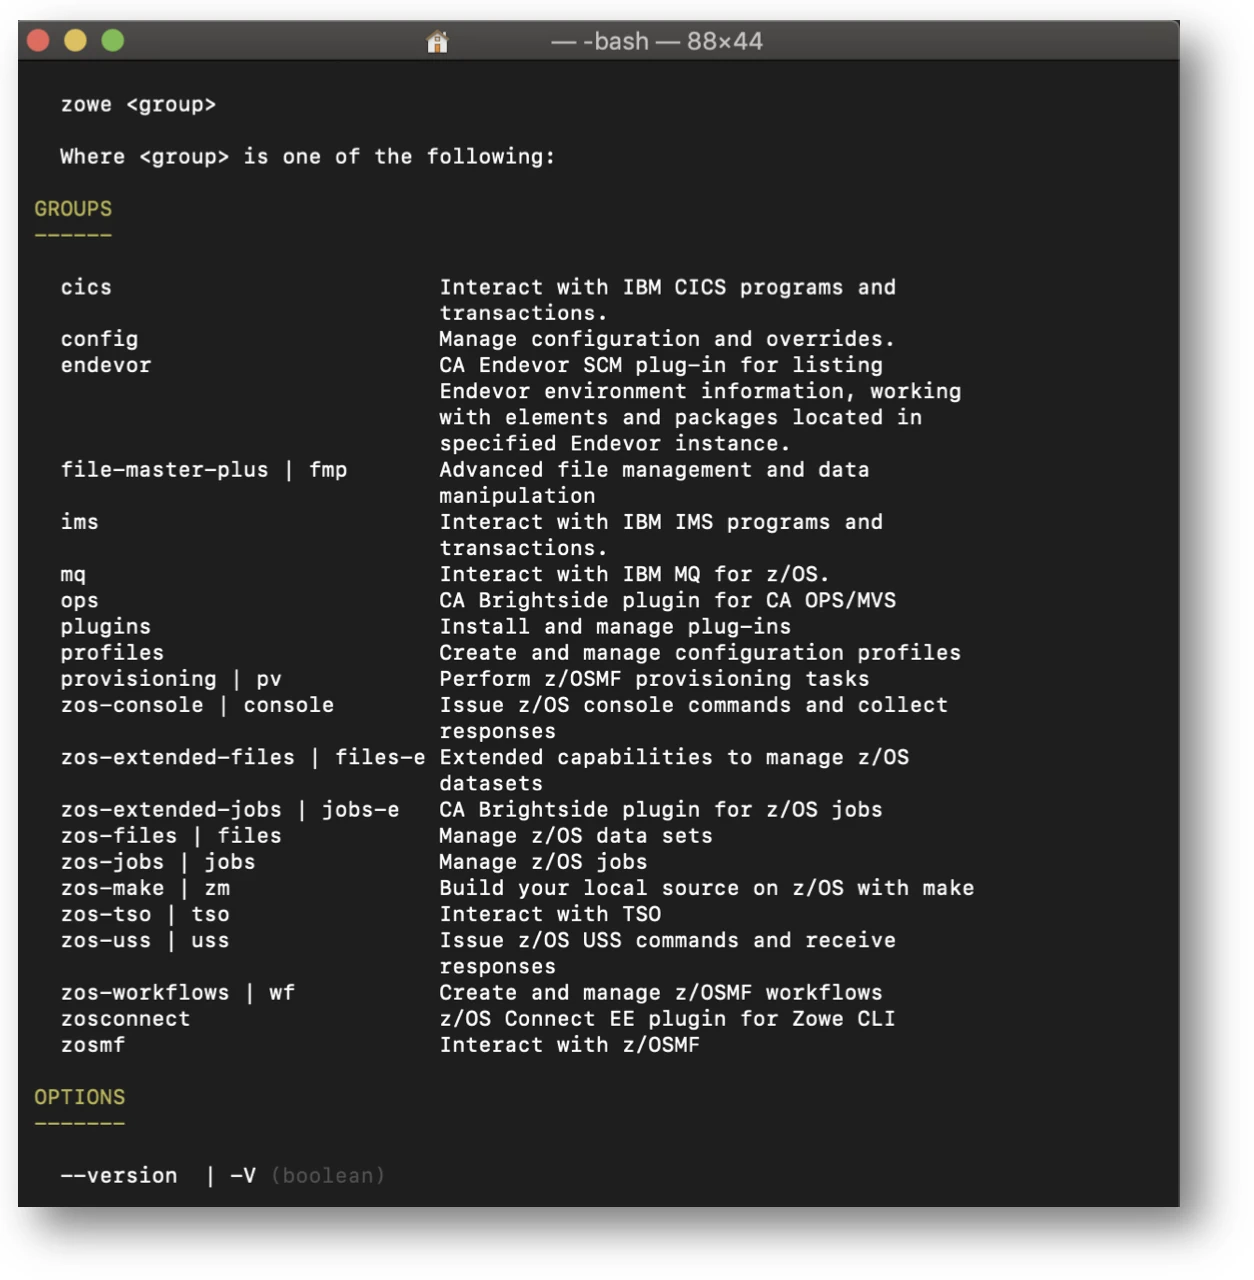 — -bash — 88×44
zowe <group>
Where <group> is one of the following:
GROUPS
------
cics Interact with IBM CICS programs and
transactions.
config Manage configuration and overrides.
endevor CA Endevor SCM plug-in for listing
Endevor environment information, working
with elements and packages located in
specified Endevor instance.
file-master-plus | fmp Advanced file management and data
manipulation
ims Interact with IBM IMS programs and
transactions.
mq Interact with IBM MQ for z/OS.
ops CA Brightside plugin for CA OPS/MVS
plugins Install and manage plug-ins
profiles Create and manage configuration profiles
provisioning | pv Perform z/OSMF provisioning tasks
zos-console | console Issue z/OS console commands and collect
responses
zos-extended-files | files-e Extended capabilities to manage z/OS
datasets
zos-extended-jobs | jobs-e CA Brightside plugin for z/OS jobs
zos-files | files Manage z/OS data sets
zos-jobs | jobs Manage z/OS jobs
zos-make | zm Build your local source on z/OS with make
zos-tso | tso Interact with TSO
zos-uss | uss Issue z/OS USS commands and receive
responses
zos-workflows | wf Create and manage z/OSMF workflows
zosconnect z/OS Connect EE plugin for Zowe CLI
zosmf Interact with z/OSMF
OPTIONS
-------
--version | -V (boolean)